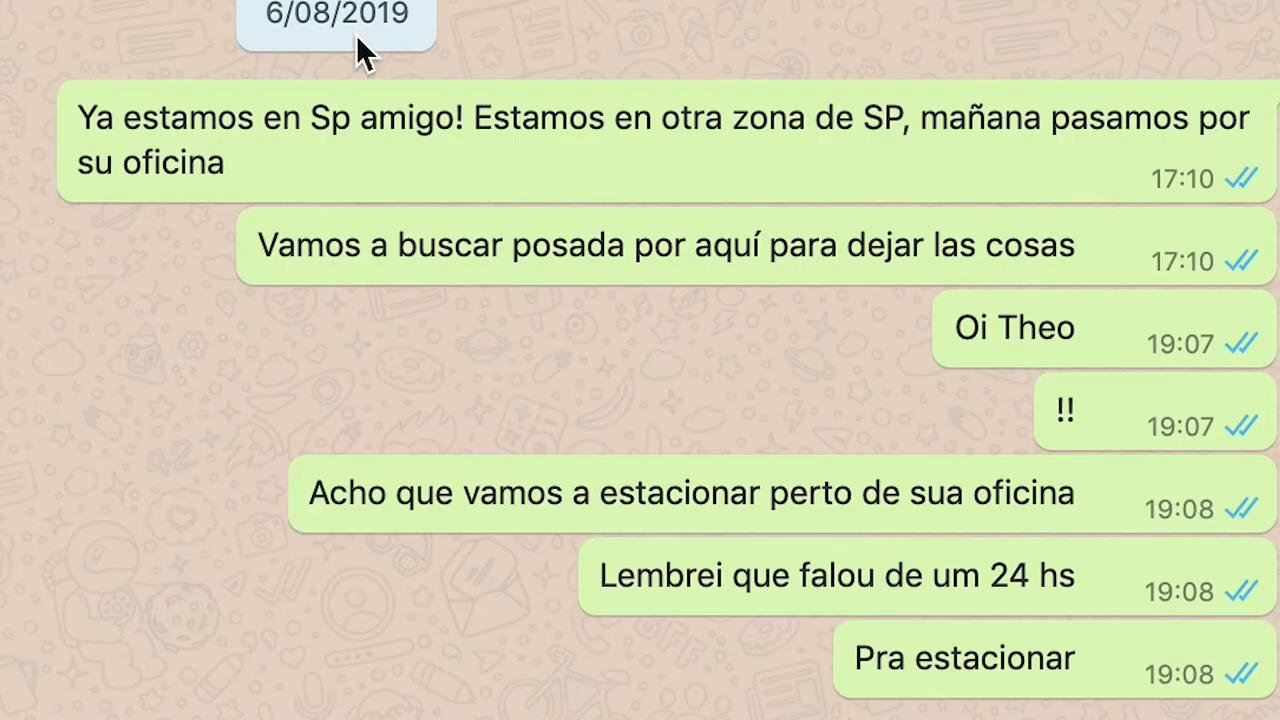 6/08/2019
Ya estamos en Sp amigo! Estamos en otra zona de SP, mañana pasamos por
su oficina
17:10
Vamos a buscar posada por aquí para dejar las cosas
17:10
Oi Theo
19:07
!!
19:07
Acho que vamos a estacionar perto de sua oficina
19:08
Lembrei que falou de um 24 hs
19:08
Pra estacionar
19:08